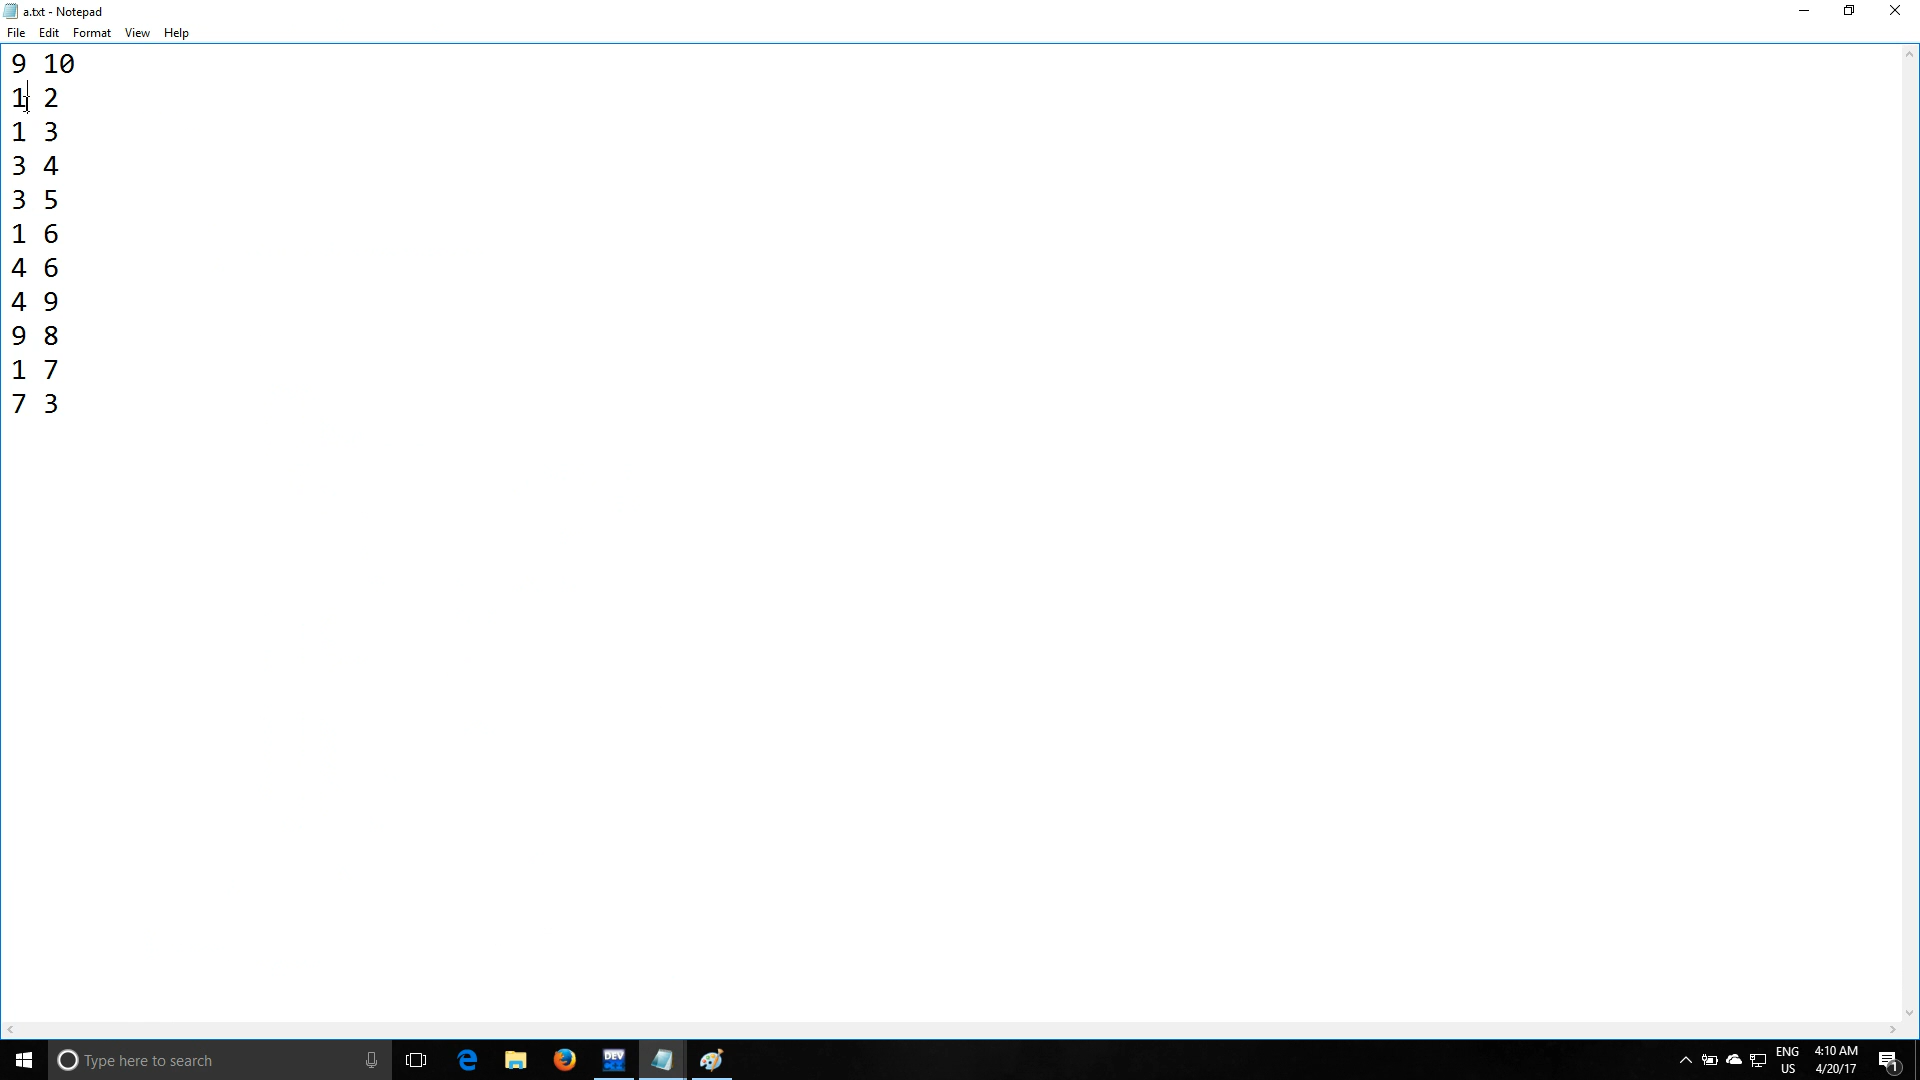 a.txt - Notepad
File Edit Format View Help
9 10
1 2
1 3
3 4
3 5
1 6
4 6
4 9
9 8
1 7
7 3
Type here to search
DEV
ENG
US
4:10 AM
4/20/17
1